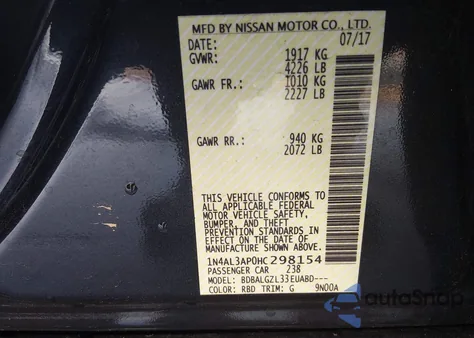 MFD BY NISSAN MOTOR CO., LTD.
DATE: 07/17
GVWR: 1917 KG
4226 LB
GAWR FR.: 1010 KG
2227 LB
GAWR RR.: 940 KG
2072 LB
THIS VEHICLE CONFORMS TO
ALL APPLICABLE FEDERAL
MOTOR VEHICLE SAFETY,
BUMPER, AND THEFT
PREVENTION STANDARDS IN
EFFECT ON THE DATE OF
MANUFACTURE SHOWN ABOVE.
1N4AL3AP0HC298154
PASSENGER CAR 238
MODEL: BDBALGZL33EUABD---
COLOR: RBD TRIM: G 9N00A
AutoSnap